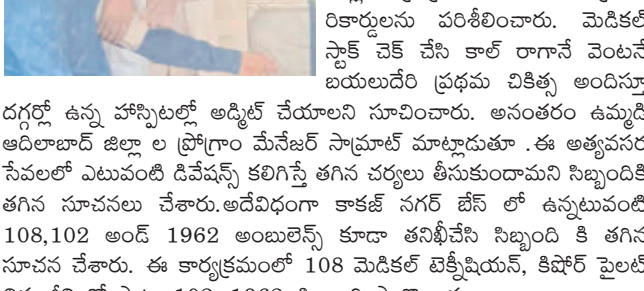 రికార్డులను పరిశీలించారు. మెడికల్
స్టాక్ చెక్ చేసి కాల్ రాగానే వెంటనే
బయలుదేరి ప్రథమ చికిత్స అందిస్తూ
దగ్గర్లో ఉన్న హాస్పిటల్లో అడ్మిట్ చేయాలని సూచించారు. అనంతరం ఉమ్మడి
ఆదిలాబాద్ జిల్లా ల ప్రోగ్రాం మేనేజర్ సామ్రాట్ మాట్లాడుతూ .ఈ అత్యవసర
సేవలలో ఎటువంటి డివేషన్స్ కలిగిస్తే తగిన చర్యలు తీసుకుందామని సిబ్బందికి
తగిన సూచనలు చేశారు.అదేవిధంగా కాకజ్ నగర్ బేస్ లో ఉన్నటువంటి
108,102 అండ్ 1962 అంబులెన్స్ కూడా తనిఖీచేసి సిబ్బంది కి తగిన
సూచన చేశారు. ఈ కార్యక్రమంలో 108 మెడికల్ టెక్నీషియన్, కిషోర్ పైలట్